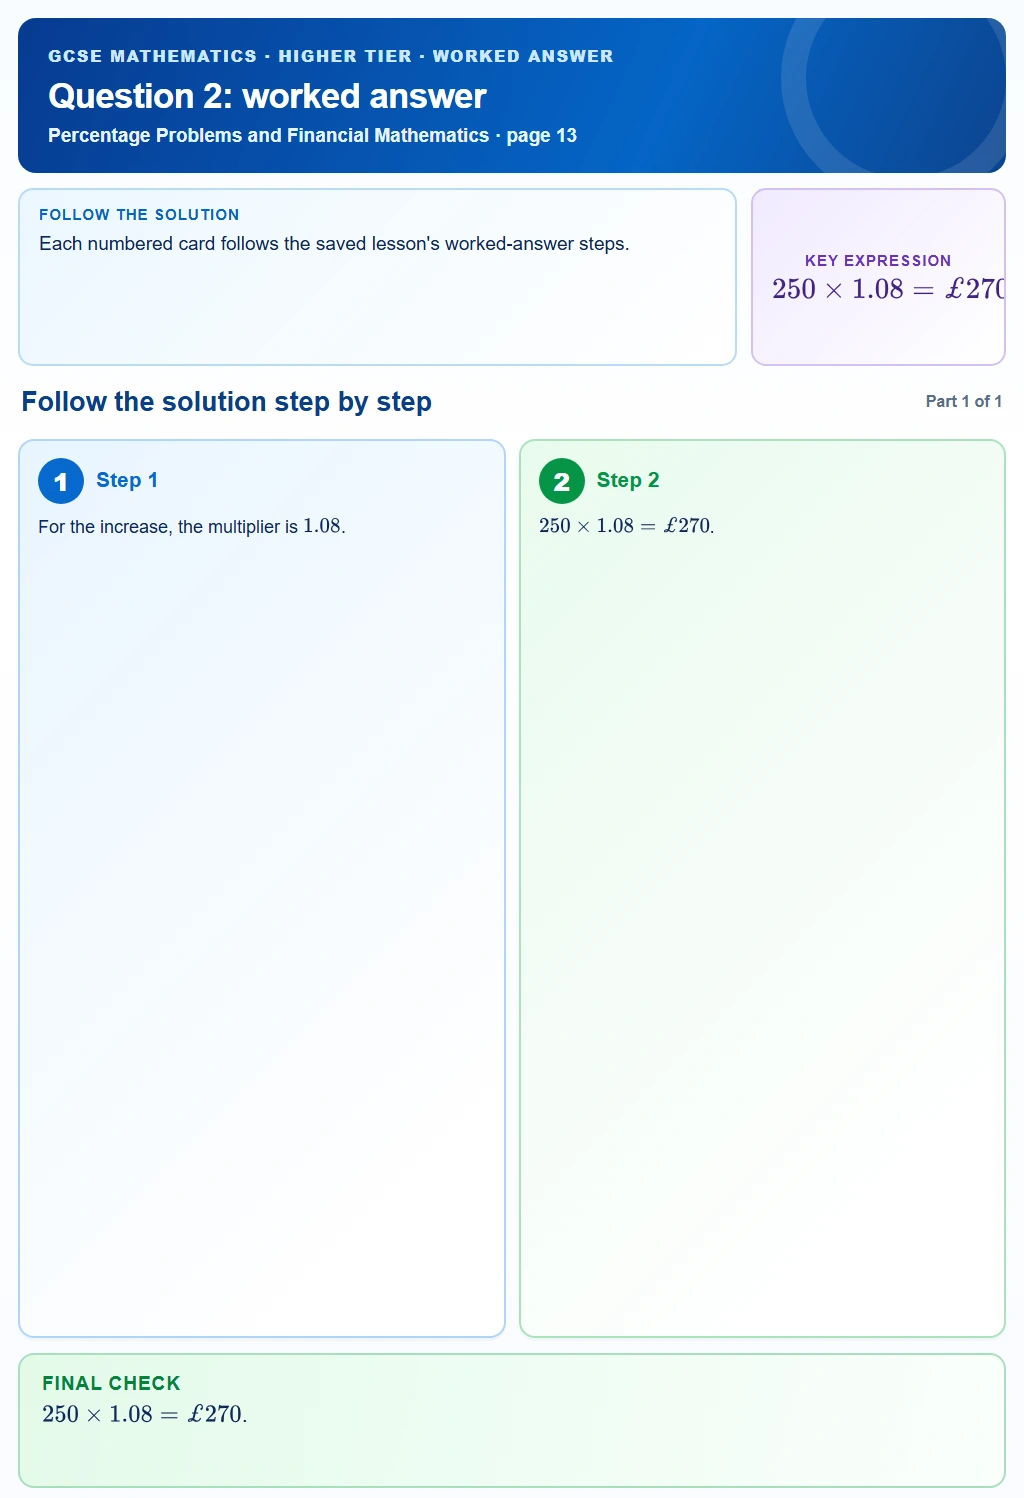 GCSE MATHEMATICS · HIGHER TIER · WORKED ANSWER
Question 2: worked answer
Percentage Problems and Financial Mathematics · page 13
FOLLOW THE SOLUTION
Each numbered card follows the saved lesson's worked-answer steps.
KEY EXPRESSION
250 × 1.08 = £270
Follow the solution step by step
Part 1 of 1
1 Step 1
For the increase, the multiplier is 1.08.
2 Step 2
250 × 1.08 = £270.
FINAL CHECK
250 × 1.08 = £270.